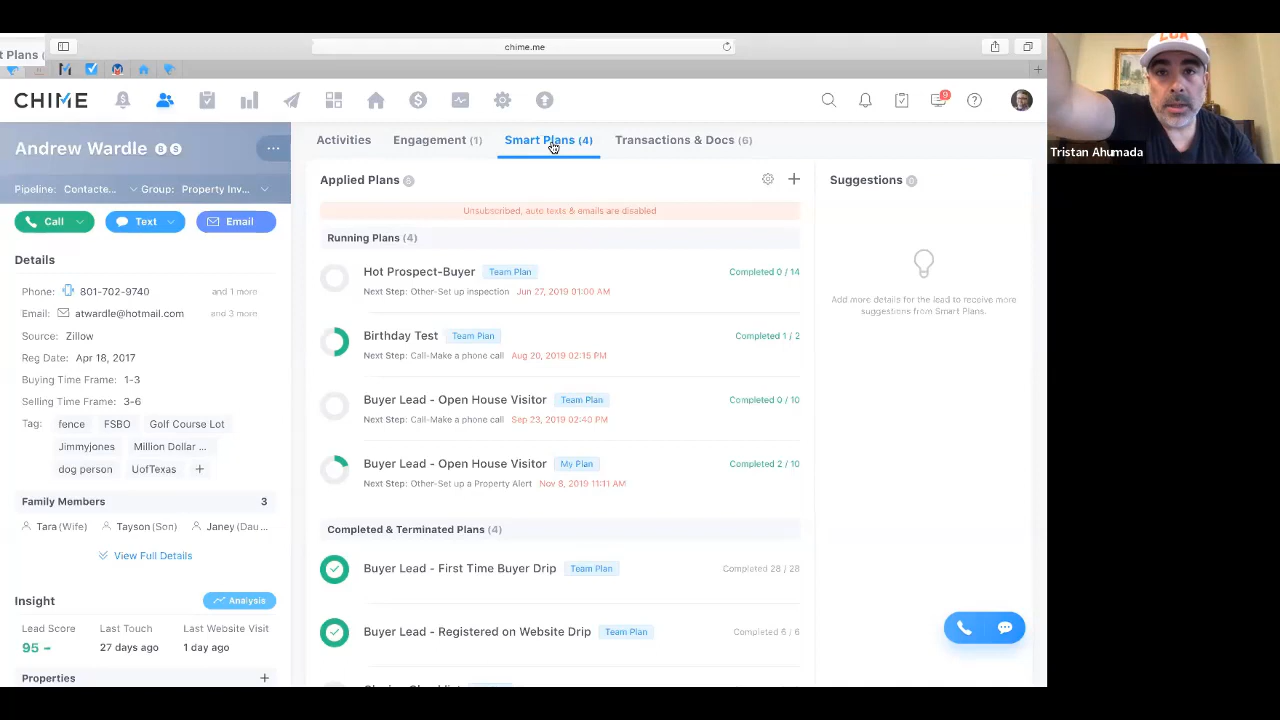 t Plans (
chime.me
CHIME
9
LCA
Tristan Ahumada
Andrew Wardle B S
...
Pipeline: Contacte... Group: Property Inv...
Call
Text
Email
Details
Phone: 801-702-9740 and 1 more
Email: atwardle@hotmail.com and 3 more
Source: Zillow
Reg Date: Apr 18, 2017
Buying Time Frame: 1-3
Selling Time Frame: 3-6
Tag: fence FSBO Golf Course Lot
Jimmyjones Million Dollar ...
dog person UofTexas +
Family Members 3
Tara (Wife) Tayson (Son) Janey (Dau ...
View Full Details
Insight Analysis
Lead Score Last Touch Last Website Visit
95 27 days ago 1 day ago
Properties +
Activities Engagement (1) Smart Plans (4) Transactions & Docs (6)
Applied Plans 8
Unsubscribed, auto texts & emails are disabled
Running Plans (4)
Hot Prospect-Buyer Team Plan Completed 0 / 14
Next Step: Other-Set up inspection Jun 27, 2019 01:00 AM
Birthday Test Team Plan Completed 1 / 2
Next Step: Call-Make a phone call Aug 20, 2019 02:15 PM
Buyer Lead - Open House Visitor Team Plan Completed 0 / 10
Next Step: Call-Make a phone call Sep 23, 2019 02:40 PM
Buyer Lead - Open House Visitor My Plan Completed 2 / 10
Next Step: Other-Set up a Property Alert Nov 8, 2019 11:11 AM
Completed & Terminated Plans (4)
Buyer Lead - First Time Buyer Drip Team Plan Completed 28 / 28
Buyer Lead - Registered on Website Drip Team Plan Completed 6 / 6
Suggestions 0
Add more details for the lead to receive more
suggestions from Smart Plans.